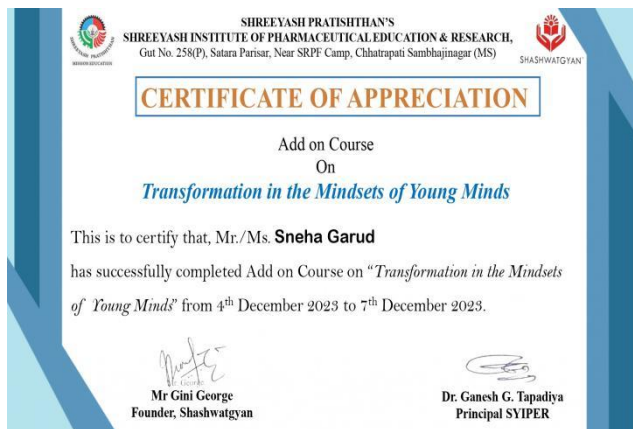 SHREEYASH PRATISHTHAN'S
SHREEYASH INSTITUTE OF PHARMACEUTICAL EDUCATION & RESEARCH,
Gut No. 258(P), Satara Parisar, Near SRPF Camp, Chhatrapati Sambhajinagar (MS)
MISSION EDUCATION
SHASHWATGYAN
CERTIFICATE OF APPRECIATION
Add on Course
On
Transformation in the Mindsets of Young Minds
This is to certify that, Mr./Ms. Sneha Garud
has successfully completed Add on Course on “Transformation in the Mindsets
of Young Minds” from 4th December 2023 to 7th December 2023.
Mr Gini George
Founder, Shashwatgyan
Dr. Ganesh G. Tapadiya
Principal SYIPER